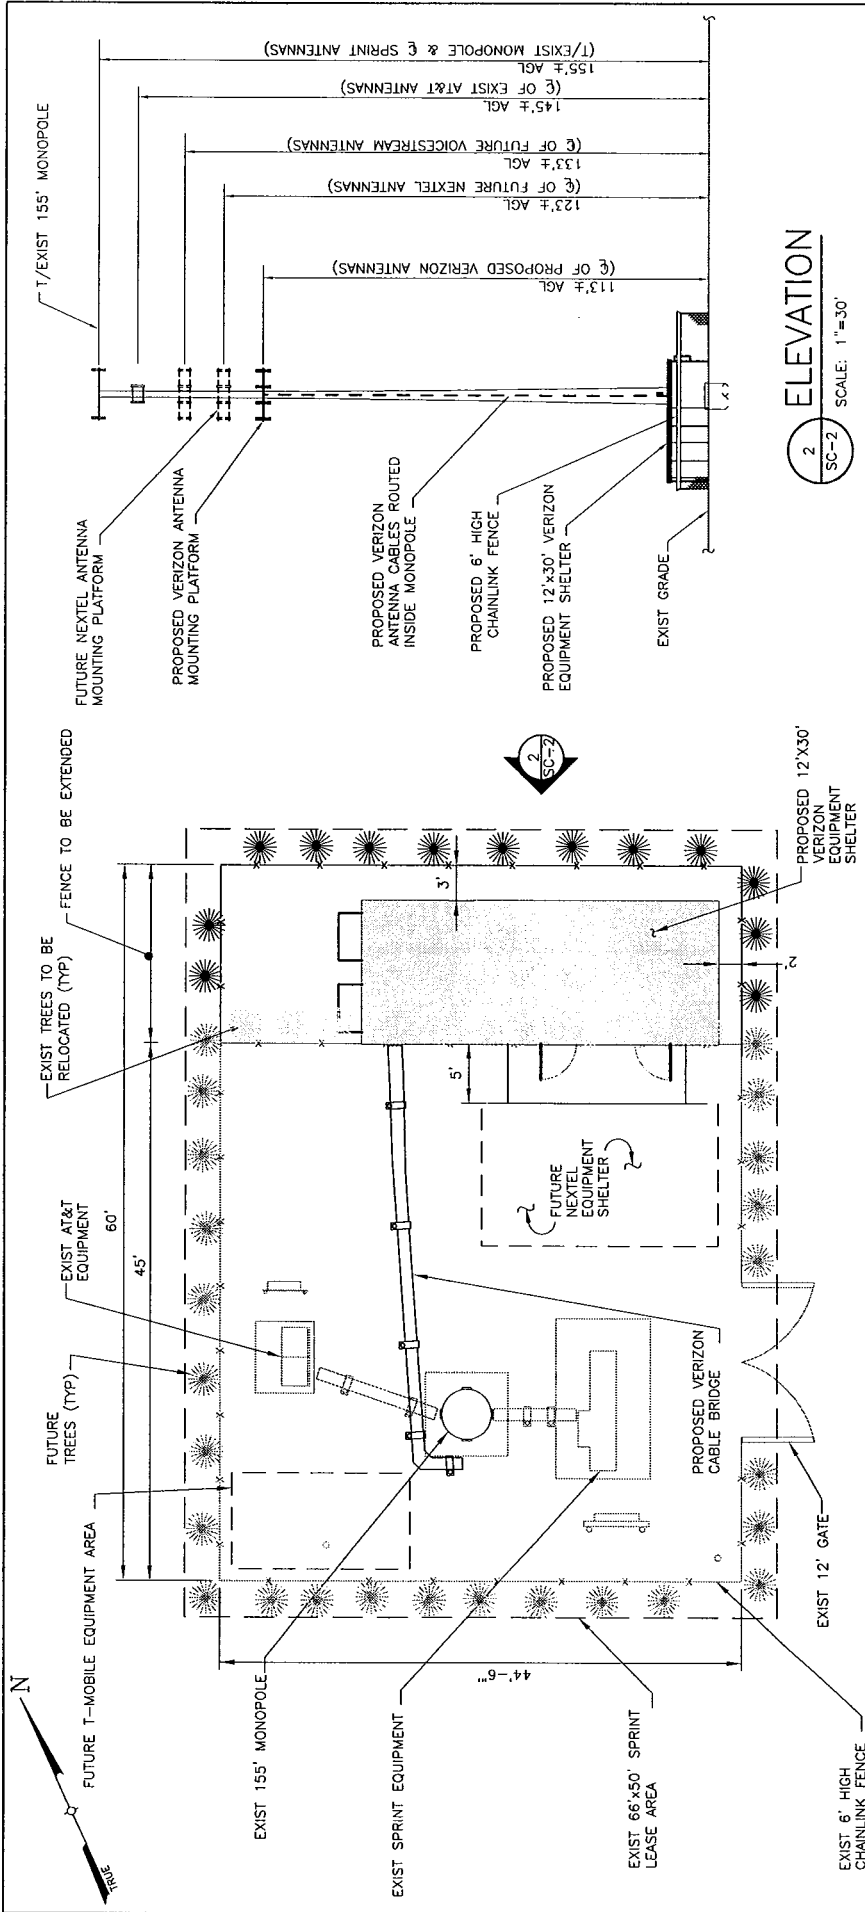 N
TRUE
FUTURE T-MOBILE EQUIPMENT AREA
FUTURE
TREES (TYP)
EXIST AT&T
EQUIPMENT
EXIST TREES TO BE
RELOCATED (TYP)
FENCE TO BE EXTENDED
60'
45'
44'-6"
3'
2'
5'
EXIST 155' MONOPOLE
EXIST SPRINT EQUIPMENT
EXIST 66'x50' SPRINT
LEASE AREA
EXIST 6' HIGH
CHAINLINK FENCE
EXIST 12' GATE
PROPOSED VERIZON
CABLE BRIDGE
FUTURE
NEXTEL
EQUIPMENT
SHELTER
PROPOSED 12'X30'
VERIZON
EQUIPMENT
SHELTER
2
SC-2
FUTURE NEXTEL ANTENNA
MOUNTING PLATFORM
PROPOSED VERIZON ANTENNA
MOUNTING PLATFORM
PROPOSED VERIZON
ANTENNA CABLES ROUTED
INSIDE MONOPOLE
PROPOSED 6' HIGH
CHAINLINK FENCE
PROPOSED 12'x30' VERIZON
EQUIPMENT SHELTER
EXIST GRADE
T/EXIST 155' MONOPOLE
155'± AGL
(T/EXIST MONOPOLE & ℄ SPRINT ANTENNAS)
145'± AGL
(℄ OF EXIST AT&T ANTENNAS)
133'± AGL
(℄ OF FUTURE VOICESTREAM ANTENNAS)
123'± AGL
(℄ OF FUTURE NEXTEL ANTENNAS)
113'± AGL
(℄ OF PROPOSED VERIZON ANTENNAS)
2
SC-2
ELEVATION
SCALE: 1"=30'